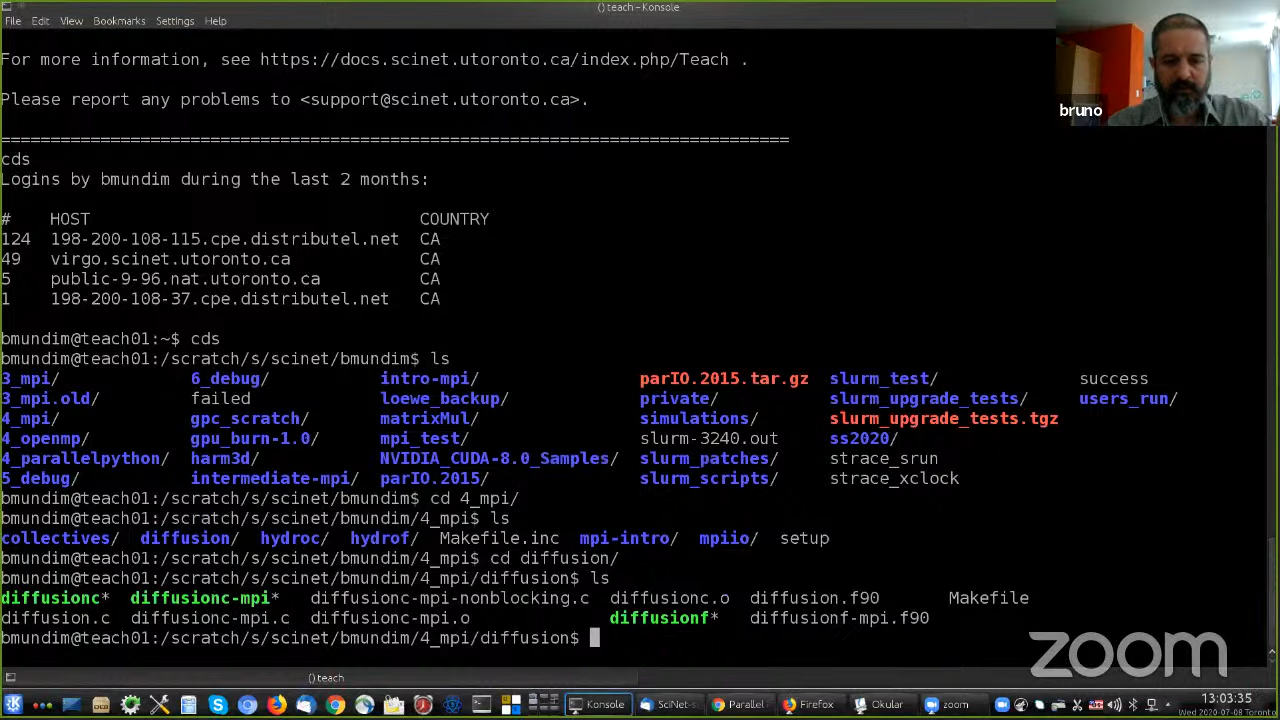 () teach - Konsole
File Edit View Bookmarks Settings Help
For more information, see https://docs.scinet.utoronto.ca/index.php/Teach .
Please report any problems to <support@scinet.utoronto.ca>.
===============================================================================
cds
Logins by bmundim during the last 2 months:
# HOST COUNTRY
124 198-200-108-115.cpe.distributel.net CA
49 virgo.scinet.utoronto.ca CA
5 public-9-96.nat.utoronto.ca CA
1 198-200-108-37.cpe.distributel.net CA
bmundim@teach01:~$ cds
bmundim@teach01:/scratch/s/scinet/bmundim$ ls
3_mpi/ 6_debug/ intro-mpi/ parIO.2015.tar.gz slurm_test/ success
3_mpi.old/ failed loewe_backup/ private/ slurm_upgrade_tests/ users_run/
4_mpi/ gpc_scratch/ matrixMul/ simulations/ slurm_upgrade_tests.tgz
4_openmp/ gpu_burn-1.0/ mpi_test/ slurm-3240.out ss2020/
4_parallelpython/ harm3d/ NVIDIA_CUDA-8.0_Samples/ slurm_patches/ strace_srun
5_debug/ intermediate-mpi/ parIO.2015/ slurm_scripts/ strace_xclock
bmundim@teach01:/scratch/s/scinet/bmundim$ cd 4_mpi/
bmundim@teach01:/scratch/s/scinet/bmundim/4_mpi$ ls
collectives/ diffusion/ hydroc/ hydrof/ Makefile.inc mpi-intro/ mpiio/ setup
bmundim@teach01:/scratch/s/scinet/bmundim/4_mpi$ cd diffusion/
bmundim@teach01:/scratch/s/scinet/bmundim/4_mpi/diffusion$ ls
diffusionc* diffusionc-mpi* diffusionc-mpi-nonblocking.c diffusionc.o diffusion.f90 Makefile
diffusion.c diffusionc-mpi.c diffusionc-mpi.o diffusionf* diffusionf-mpi.f90
bmundim@teach01:/scratch/s/scinet/bmundim/4_mpi/diffusion$
bruno
zoom
() teach
Konsole SciNet-s Parallel Firefox Okular zoom
13:03:35
Wed 2020-07-08 Toronto